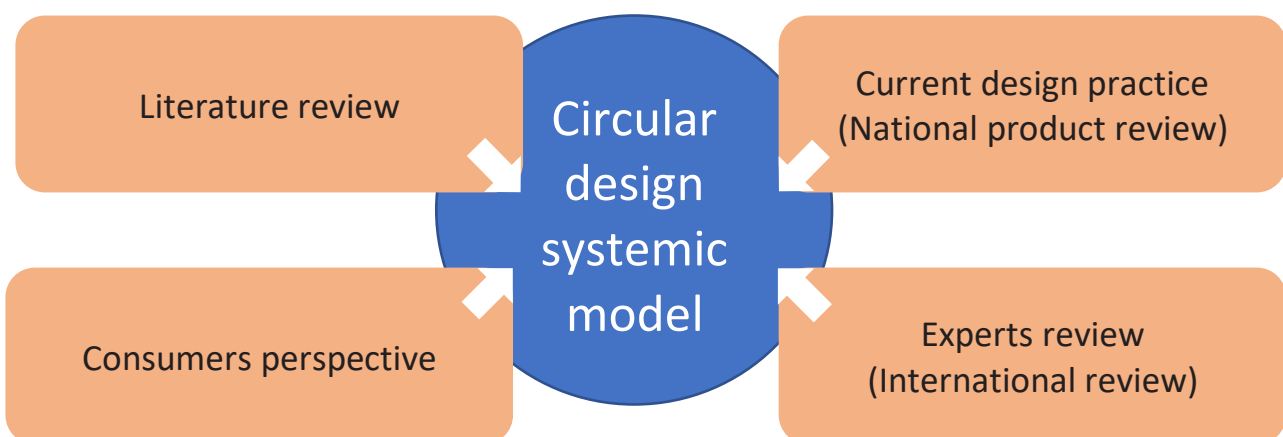 Literature review
Circular
design
systemic
model
Current design practice
(National product review)
Consumers perspective
Experts review
(International review)